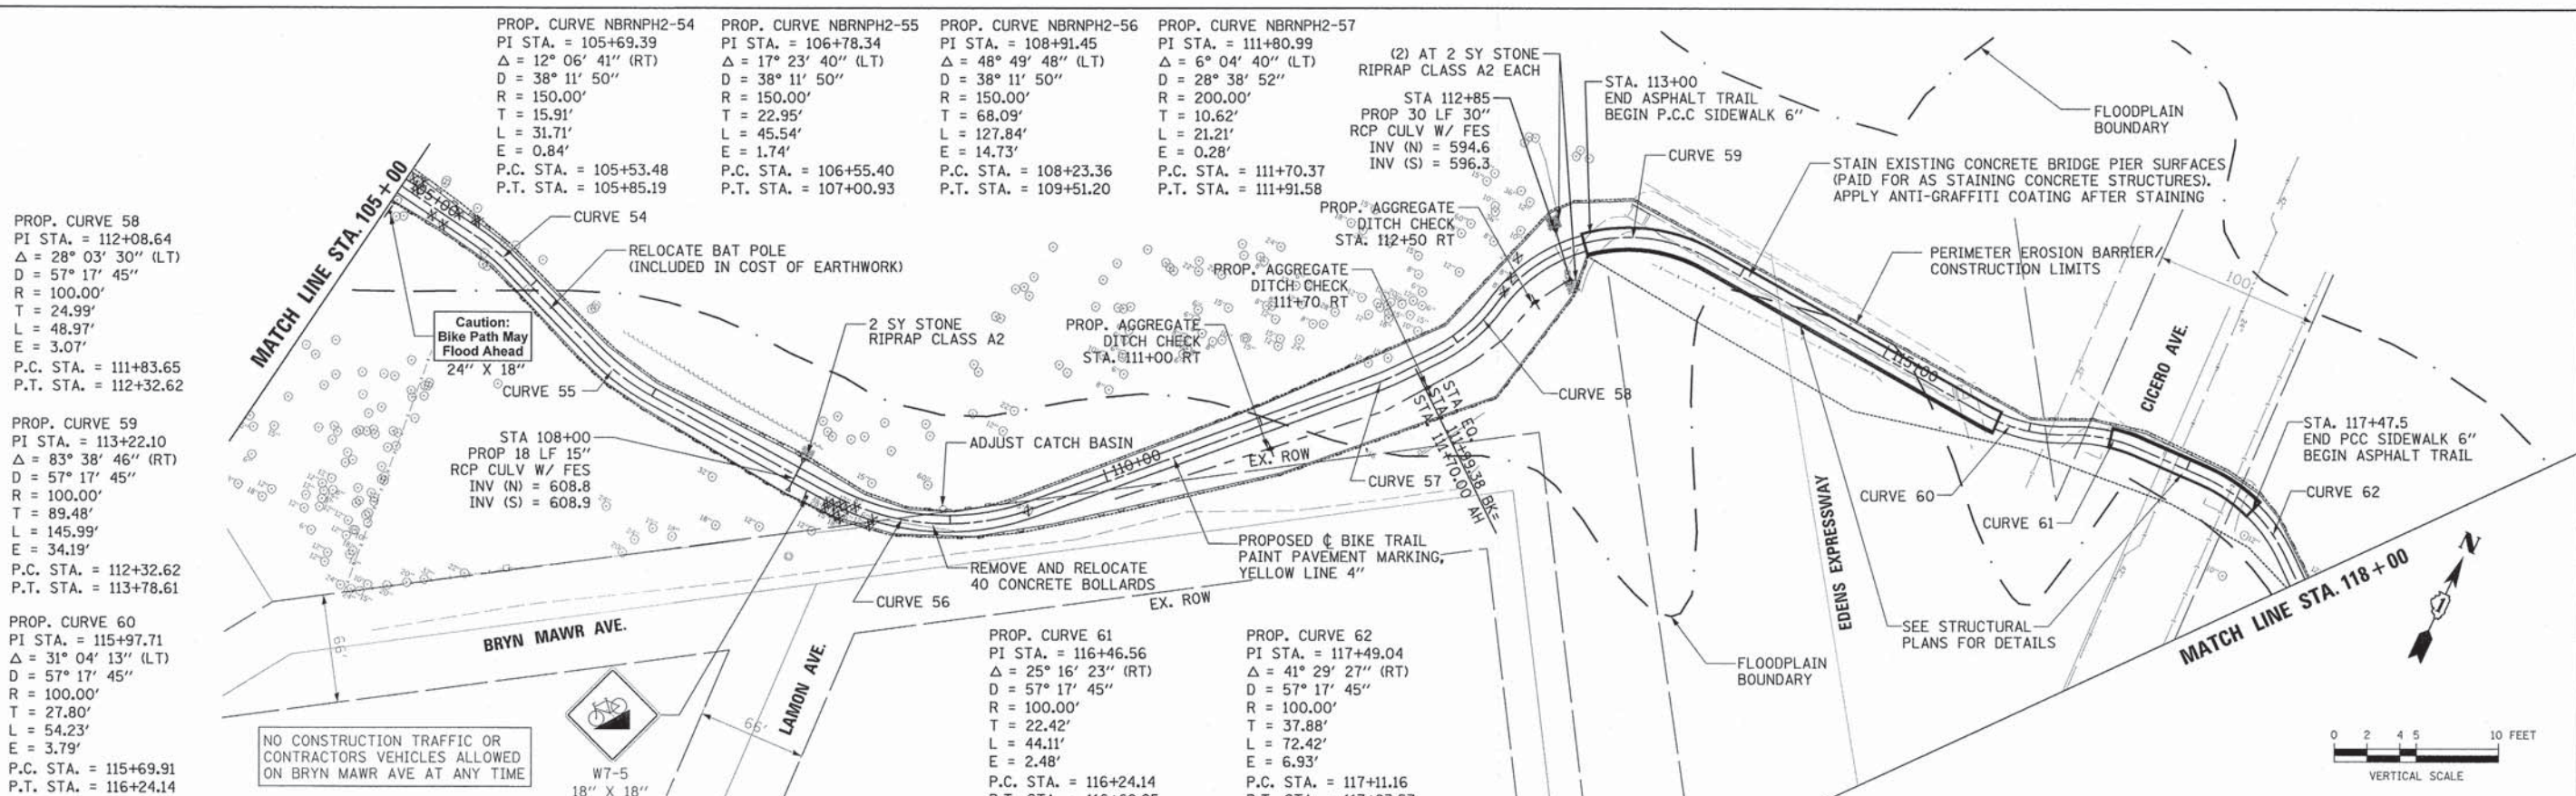 PROP. CURVE NBRNPH2-54
PI STA. = 105+69.39
Δ = 12° 06' 41" (RT)
D = 38° 11' 50"
R = 150.00'
T = 15.91'
L = 31.71'
E = 0.84'
P.C. STA. = 105+53.48
P.T. STA. = 105+85.19
PROP. CURVE NBRNPH2-55
PI STA. = 106+78.34
Δ = 17° 23' 40" (LT)
D = 38° 11' 50"
R = 150.00'
T = 22.95'
L = 45.54'
E = 1.74'
P.C. STA. = 106+55.40
P.T. STA. = 107+00.93
PROP. CURVE NBRNPH2-56
PI STA. = 108+91.45
Δ = 48° 49' 48" (LT)
D = 38° 11' 50"
R = 150.00'
T = 68.09'
L = 127.84'
E = 14.73'
P.C. STA. = 108+23.36
P.T. STA. = 109+51.20
PROP. CURVE NBRNPH2-57
PI STA. = 111+80.99
Δ = 6° 04' 40" (LT)
D = 28° 38' 52"
R = 200.00'
T = 10.62'
L = 21.21'
E = 0.28'
P.C. STA. = 111+70.37
P.T. STA. = 111+91.58
(2) AT 2 SY STONE
RIPRAP CLASS A2 EACH
STA 112+85
PROP 30 LF 30"
RCP CULV W/ FES
INV (N) = 594.6
INV (S) = 596.3
STA. 113+00
END ASPHALT TRAIL
BEGIN P.C.C SIDEWALK 6"
CURVE 59
FLOODPLAIN
BOUNDARY
STAIN EXISTING CONCRETE BRIDGE PIER SURFACES
(PAID FOR AS STAINING CONCRETE STRUCTURES).
APPLY ANTI-GRAFFITI COATING AFTER STAINING
PERIMETER EROSION BARRIER/
CONSTRUCTION LIMITS
100'
CICERO AVE.
PROP. AGGREGATE
DITCH CHECK
STA. 112+50 RT
PROP. AGGREGATE
DITCH CHECK
111+70 RT
PROP. AGGREGATE
DITCH CHECK
STA. 111+00 RT
MATCH LINE STA. 105+00
105+00
CURVE 54
RELOCATE BAT POLE
(INCLUDED IN COST OF EARTHWORK)
Caution:
Bike Path May
Flood Ahead
24" X 18"
CURVE 55
2 SY STONE
RIPRAP CLASS A2
STA 108+00
PROP 18 LF 15"
RCP CULV W/ FES
INV (N) = 608.8
INV (S) = 608.9
ADJUST CATCH BASIN
110+00
EX. ROW
STA. EQ.
STA. 111+89.38 BK=
STA. 111+70.00 AH
CURVE 58
CURVE 57
115+00
STA. 117+47.5
END PCC SIDEWALK 6"
BEGIN ASPHALT TRAIL
CURVE 60
CURVE 61
CURVE 62
EDENS EXPRESSWAY
PROPOSED ℄ BIKE TRAIL
PAINT PAVEMENT MARKING,
YELLOW LINE 4"
REMOVE AND RELOCATE
40 CONCRETE BOLLARDS
CURVE 56
EX. ROW
BRYN MAWR AVE.
66'
LAMON AVE.
66'
SEE STRUCTURAL
PLANS FOR DETAILS
FLOODPLAIN
BOUNDARY
MATCH LINE STA. 118+00
N
1
PROP. CURVE 58
PI STA. = 112+08.64
Δ = 28° 03' 30" (LT)
D = 57° 17' 45"
R = 100.00'
T = 24.99'
L = 48.97'
E = 3.07'
P.C. STA. = 111+83.65
P.T. STA. = 112+32.62
PROP. CURVE 59
PI STA. = 113+22.10
Δ = 83° 38' 46" (RT)
D = 57° 17' 45"
R = 100.00'
T = 89.48'
L = 145.99'
E = 34.19'
P.C. STA. = 112+32.62
P.T. STA. = 113+78.61
PROP. CURVE 60
PI STA. = 115+97.71
Δ = 31° 04' 13" (LT)
D = 57° 17' 45"
R = 100.00'
T = 27.80'
L = 54.23'
E = 3.79'
P.C. STA. = 115+69.91
P.T. STA. = 116+24.14
NO CONSTRUCTION TRAFFIC OR
CONTRACTORS VEHICLES ALLOWED
ON BRYN MAWR AVE AT ANY TIME
W7-5
18" X 18"
PROP. CURVE 61
PI STA. = 116+46.56
Δ = 25° 16' 23" (RT)
D = 57° 17' 45"
R = 100.00'
T = 22.42'
L = 44.11'
E = 2.48'
P.C. STA. = 116+24.14
PROP. CURVE 62
PI STA. = 117+49.04
Δ = 41° 29' 27" (RT)
D = 57° 17' 45"
R = 100.00'
T = 37.88'
L = 72.42'
E = 6.93'
P.C. STA. = 117+11.16
0 2 4 5 10 FEET
VERTICAL SCALE